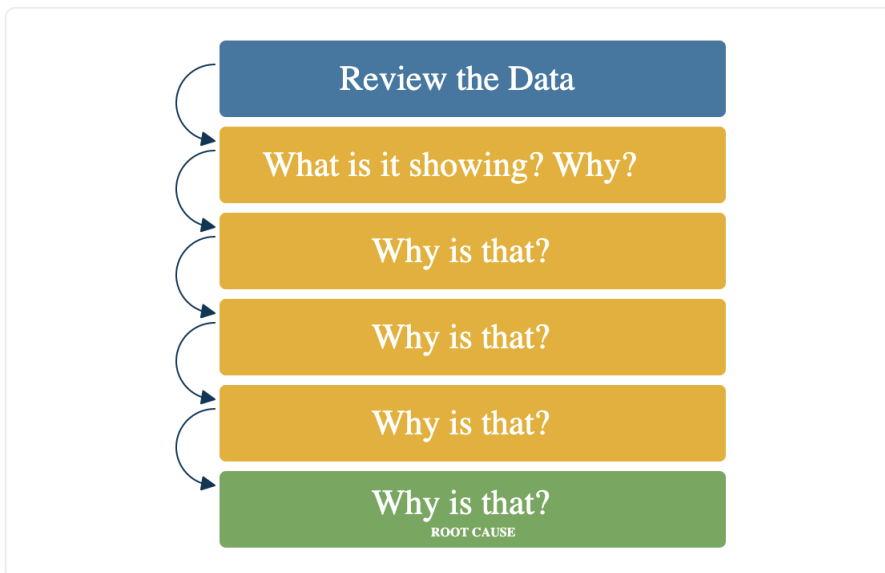 Review the Data
What is it showing? Why?
Why is that?
Why is that?
Why is that?
Why is that?
ROOT CAUSE